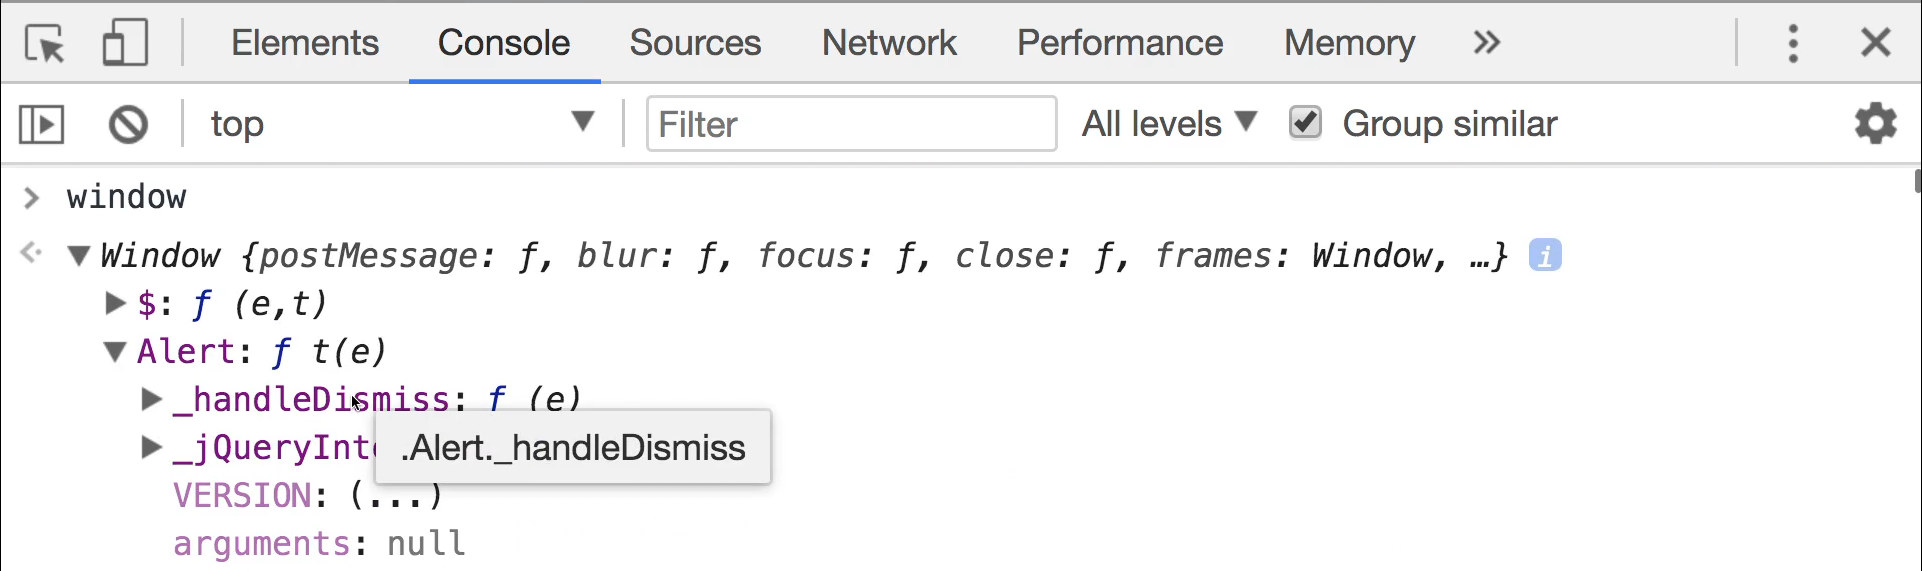 Elements Console Sources Network Performance Memory »
top Filter All levels Group similar
window
Window {postMessage: ƒ, blur: ƒ, focus: ƒ, close: ƒ, frames: Window, …} i
$: ƒ (e,t)
Alert: ƒ t(e)
_handleDismiss: ƒ (e)
_jQueryInt
.Alert._handleDismiss
VERSION: (...)
arguments: null